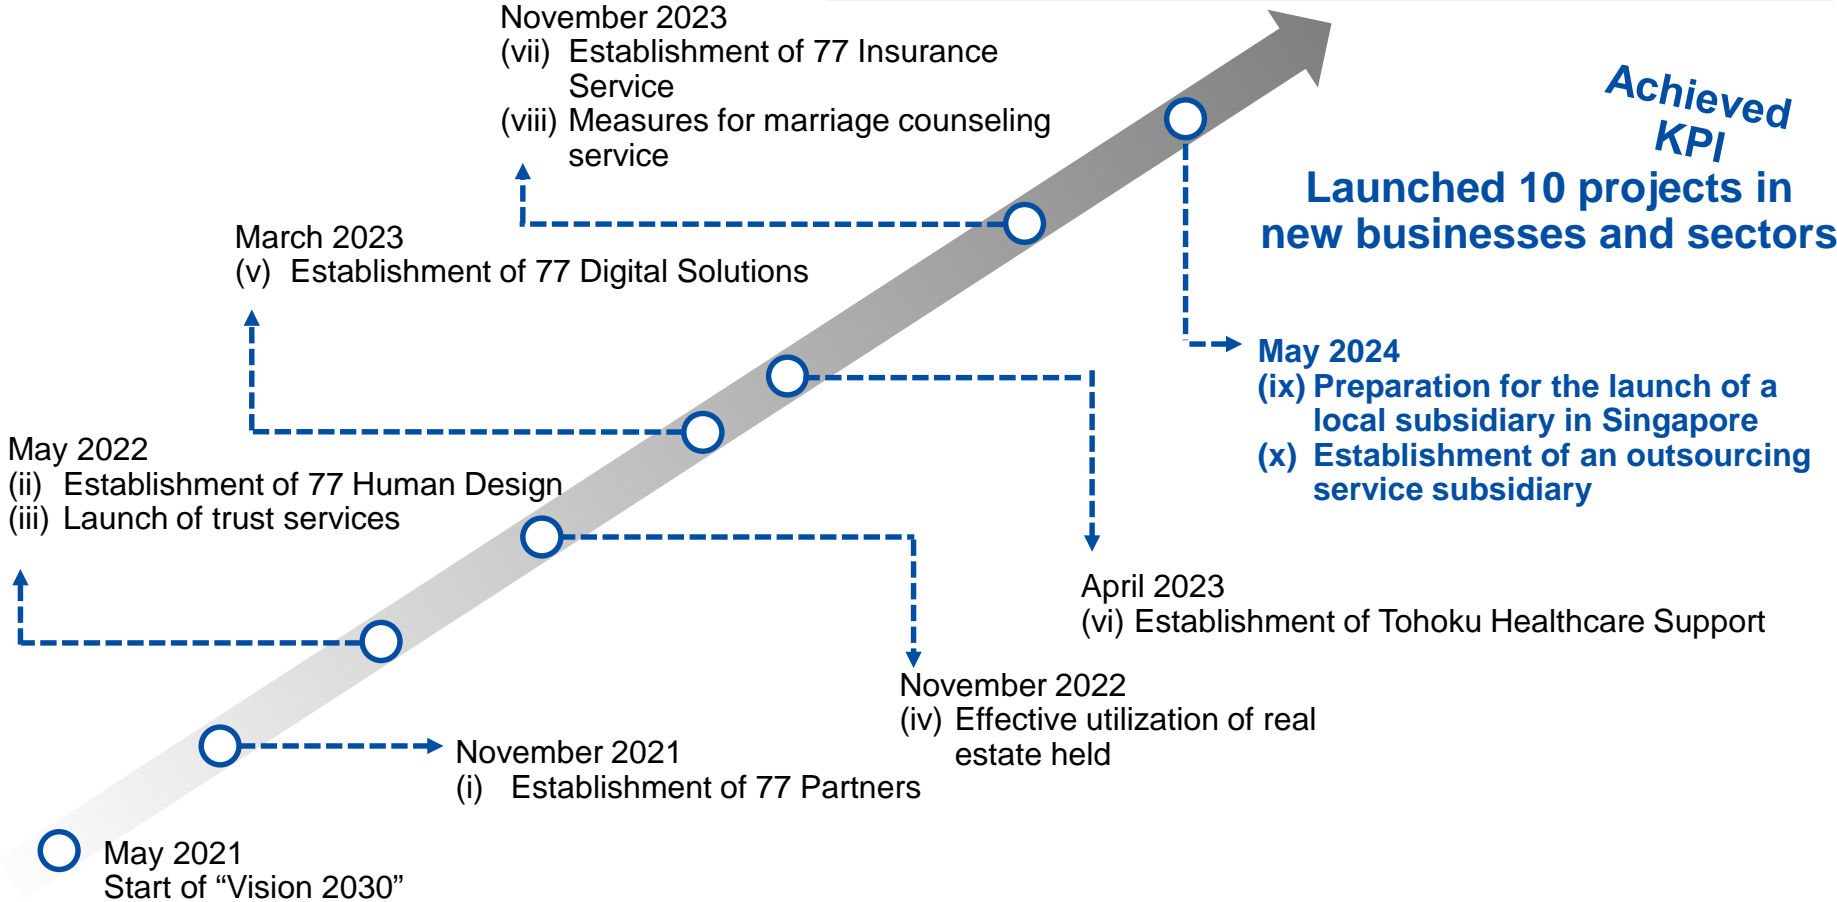 November 2023
(vii) Establishment of 77 Insurance
Service
(viii) Measures for marriage counseling
service
Achieved
KPI
Launched 10 projects in
new businesses and sectors
March 2023
(v) Establishment of 77 Digital Solutions
May 2024
(ix) Preparation for the launch of a
local subsidiary in Singapore
(x) Establishment of an outsourcing
service subsidiary
May 2022
(ii) Establishment of 77 Human Design
(iii) Launch of trust services
April 2023
(vi) Establishment of Tohoku Healthcare Support
November 2022
(iv) Effective utilization of real
estate held
November 2021
(i) Establishment of 77 Partners
May 2021
Start of “Vision 2030”